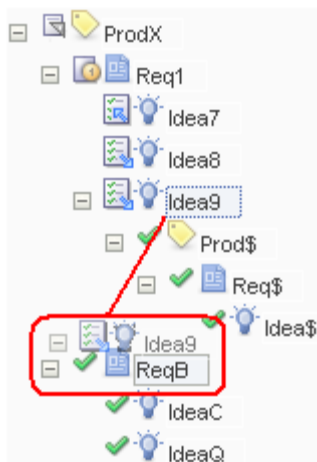 ProdX
Req1
Idea7
Idea8
Idea9
Prod$
Req$
Idea$
Idea9
ReqB
IdeaC
IdeaQ